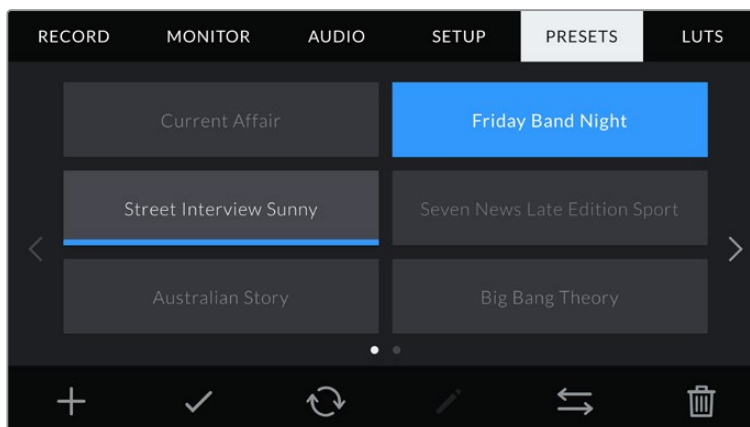 RECORD MONITOR AUDIO SETUP PRESETS LUTS
Current Affair Friday Band Night
Street Interview Sunny Seven News Late Edition Sport
Australian Story Big Bang Theory